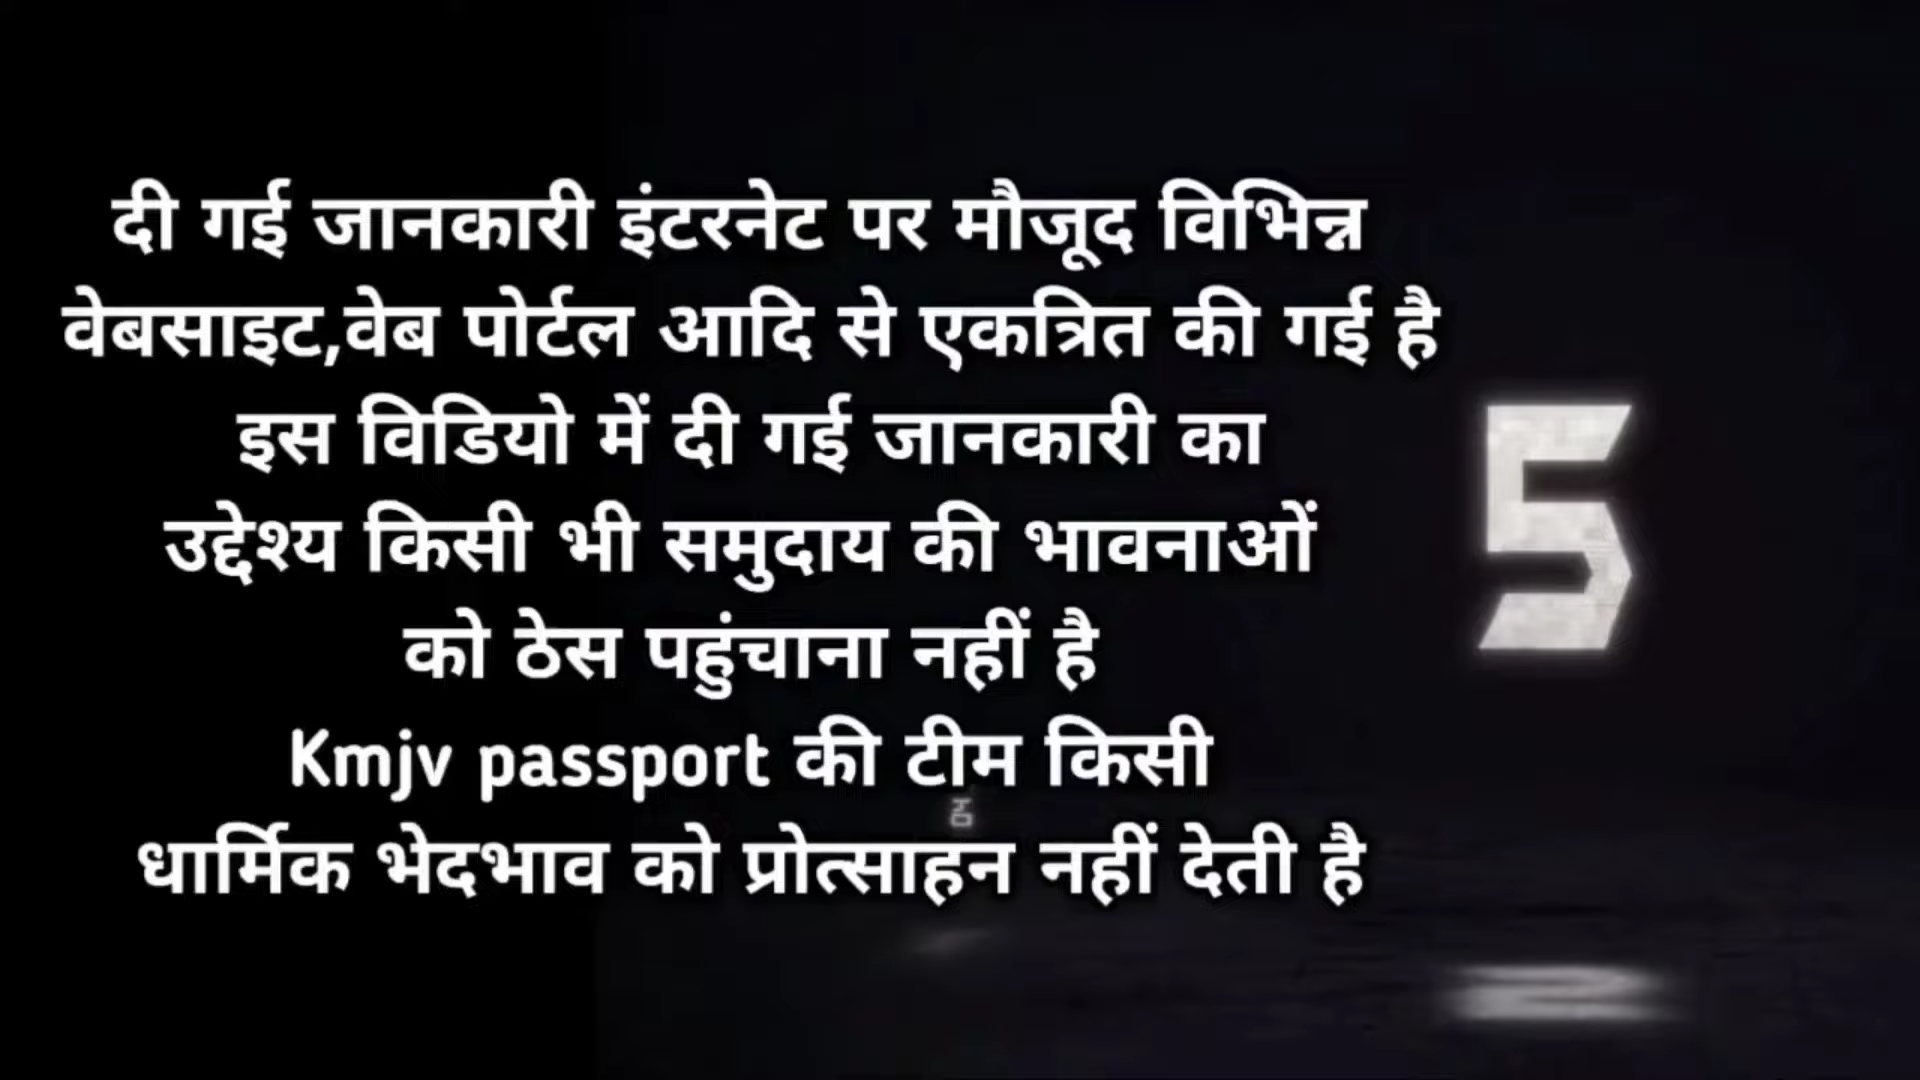 दी गई जानकारी इंटरनेट पर मौजूद विभिन्न
वेबसाइट,वेब पोर्टल आदि से एकत्रित की गई है
इस विडियो में दी गई जानकारी का
उद्देश्य किसी भी समुदाय की भावनाओं
को ठेस पहुंचाना नहीं है
Kmjv passport की टीम किसी
धार्मिक भेदभाव को प्रोत्साहन नहीं देती है
5